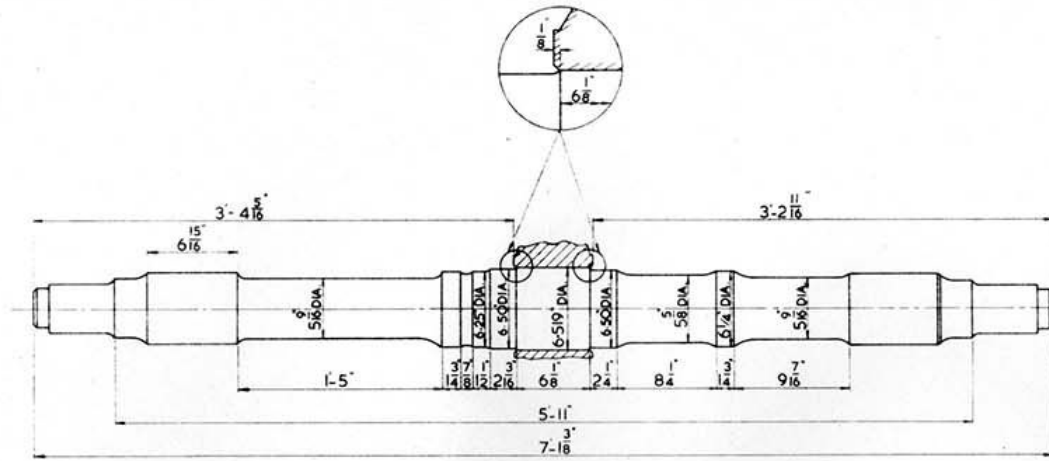 1/8"
6 1/8"
3'-4 5/16"
3'-2 11/16"
6 15/16"
5 9/16" DIA.
6·25" DIA.
6·50" DIA.
6·519" DIA
6·50" DIA.
5 5/8" DIA.
6 1/4" DIA.
5 9/16" DIA.
1'-5"
1 3/4"
7/8"
1 1/2"
2 3/16"
6 1/8"
2 1/4"
8 1/4"
1 3/4"
9 7/16"
5'-11"
7'-1 3/8"